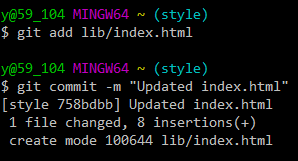 y@59_104 MINGW64 ~ (style)
$ git add lib/index.html
y@59_104 MINGW64 ~ (style)
$ git commit -m "Updated index.html"
[style 758bdbb] Updated index.html
 1 file changed, 8 insertions(+)
 create mode 100644 lib/index.html